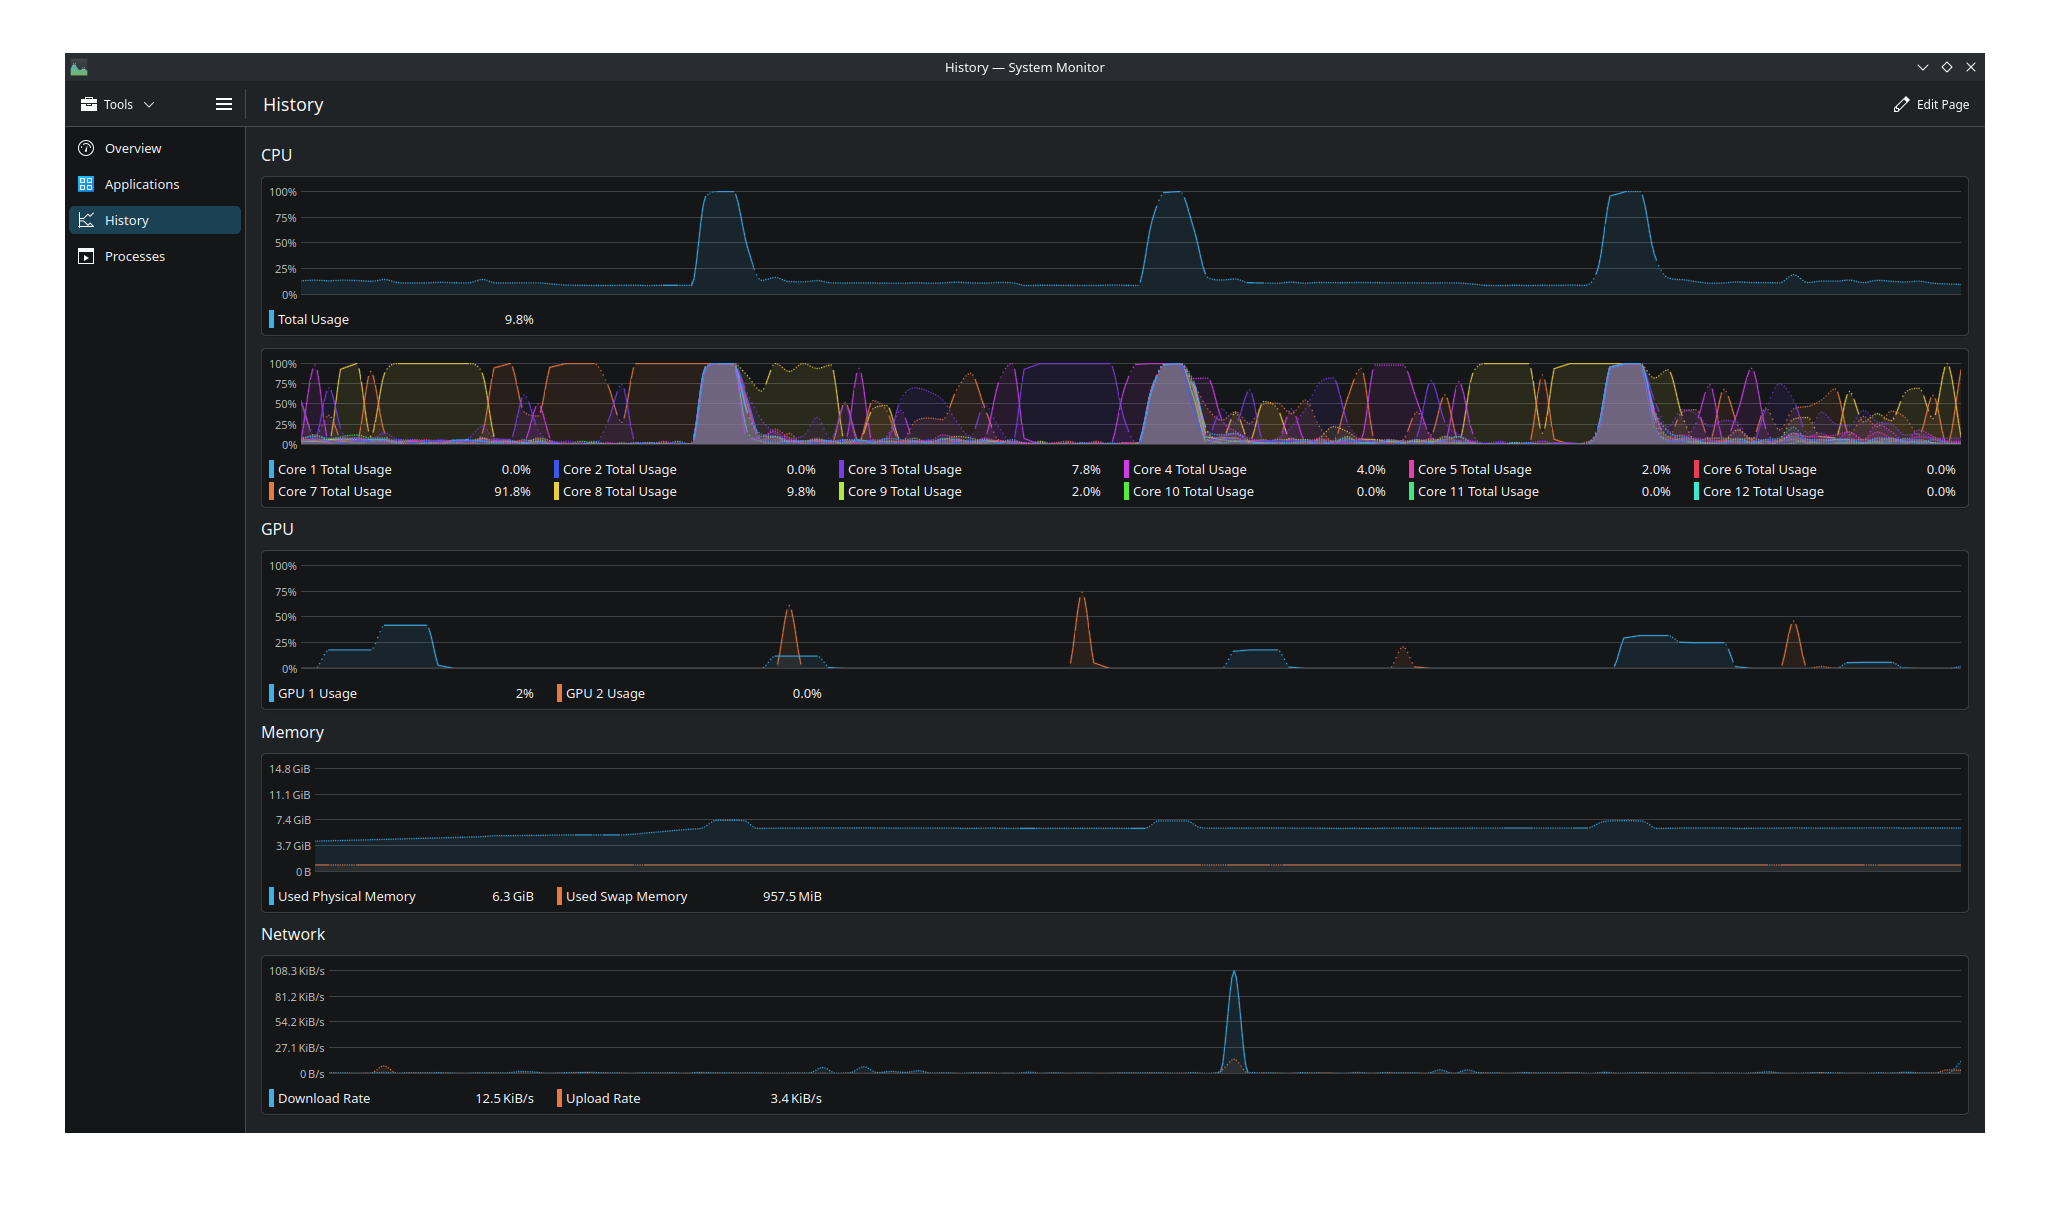 History — System Monitor
Tools
History
Edit Page
Overview
Applications
History
Processes
CPU
100%
75%
50%
25%
0%
Total Usage 9.8%
100%
75%
50%
25%
0%
Core 1 Total Usage 0.0% Core 2 Total Usage 0.0% Core 3 Total Usage 7.8% Core 4 Total Usage 4.0% Core 5 Total Usage 2.0% Core 6 Total Usage 0.0%
Core 7 Total Usage 91.8% Core 8 Total Usage 9.8% Core 9 Total Usage 2.0% Core 10 Total Usage 0.0% Core 11 Total Usage 0.0% Core 12 Total Usage 0.0%
GPU
100%
75%
50%
25%
0%
GPU 1 Usage 2% GPU 2 Usage 0.0%
Memory
14.8 GiB
11.1 GiB
7.4 GiB
3.7 GiB
0 B
Used Physical Memory 6.3 GiB Used Swap Memory 957.5 MiB
Network
108.3 KiB/s
81.2 KiB/s
54.2 KiB/s
27.1 KiB/s
0 B/s
Download Rate 12.5 KiB/s Upload Rate 3.4 KiB/s